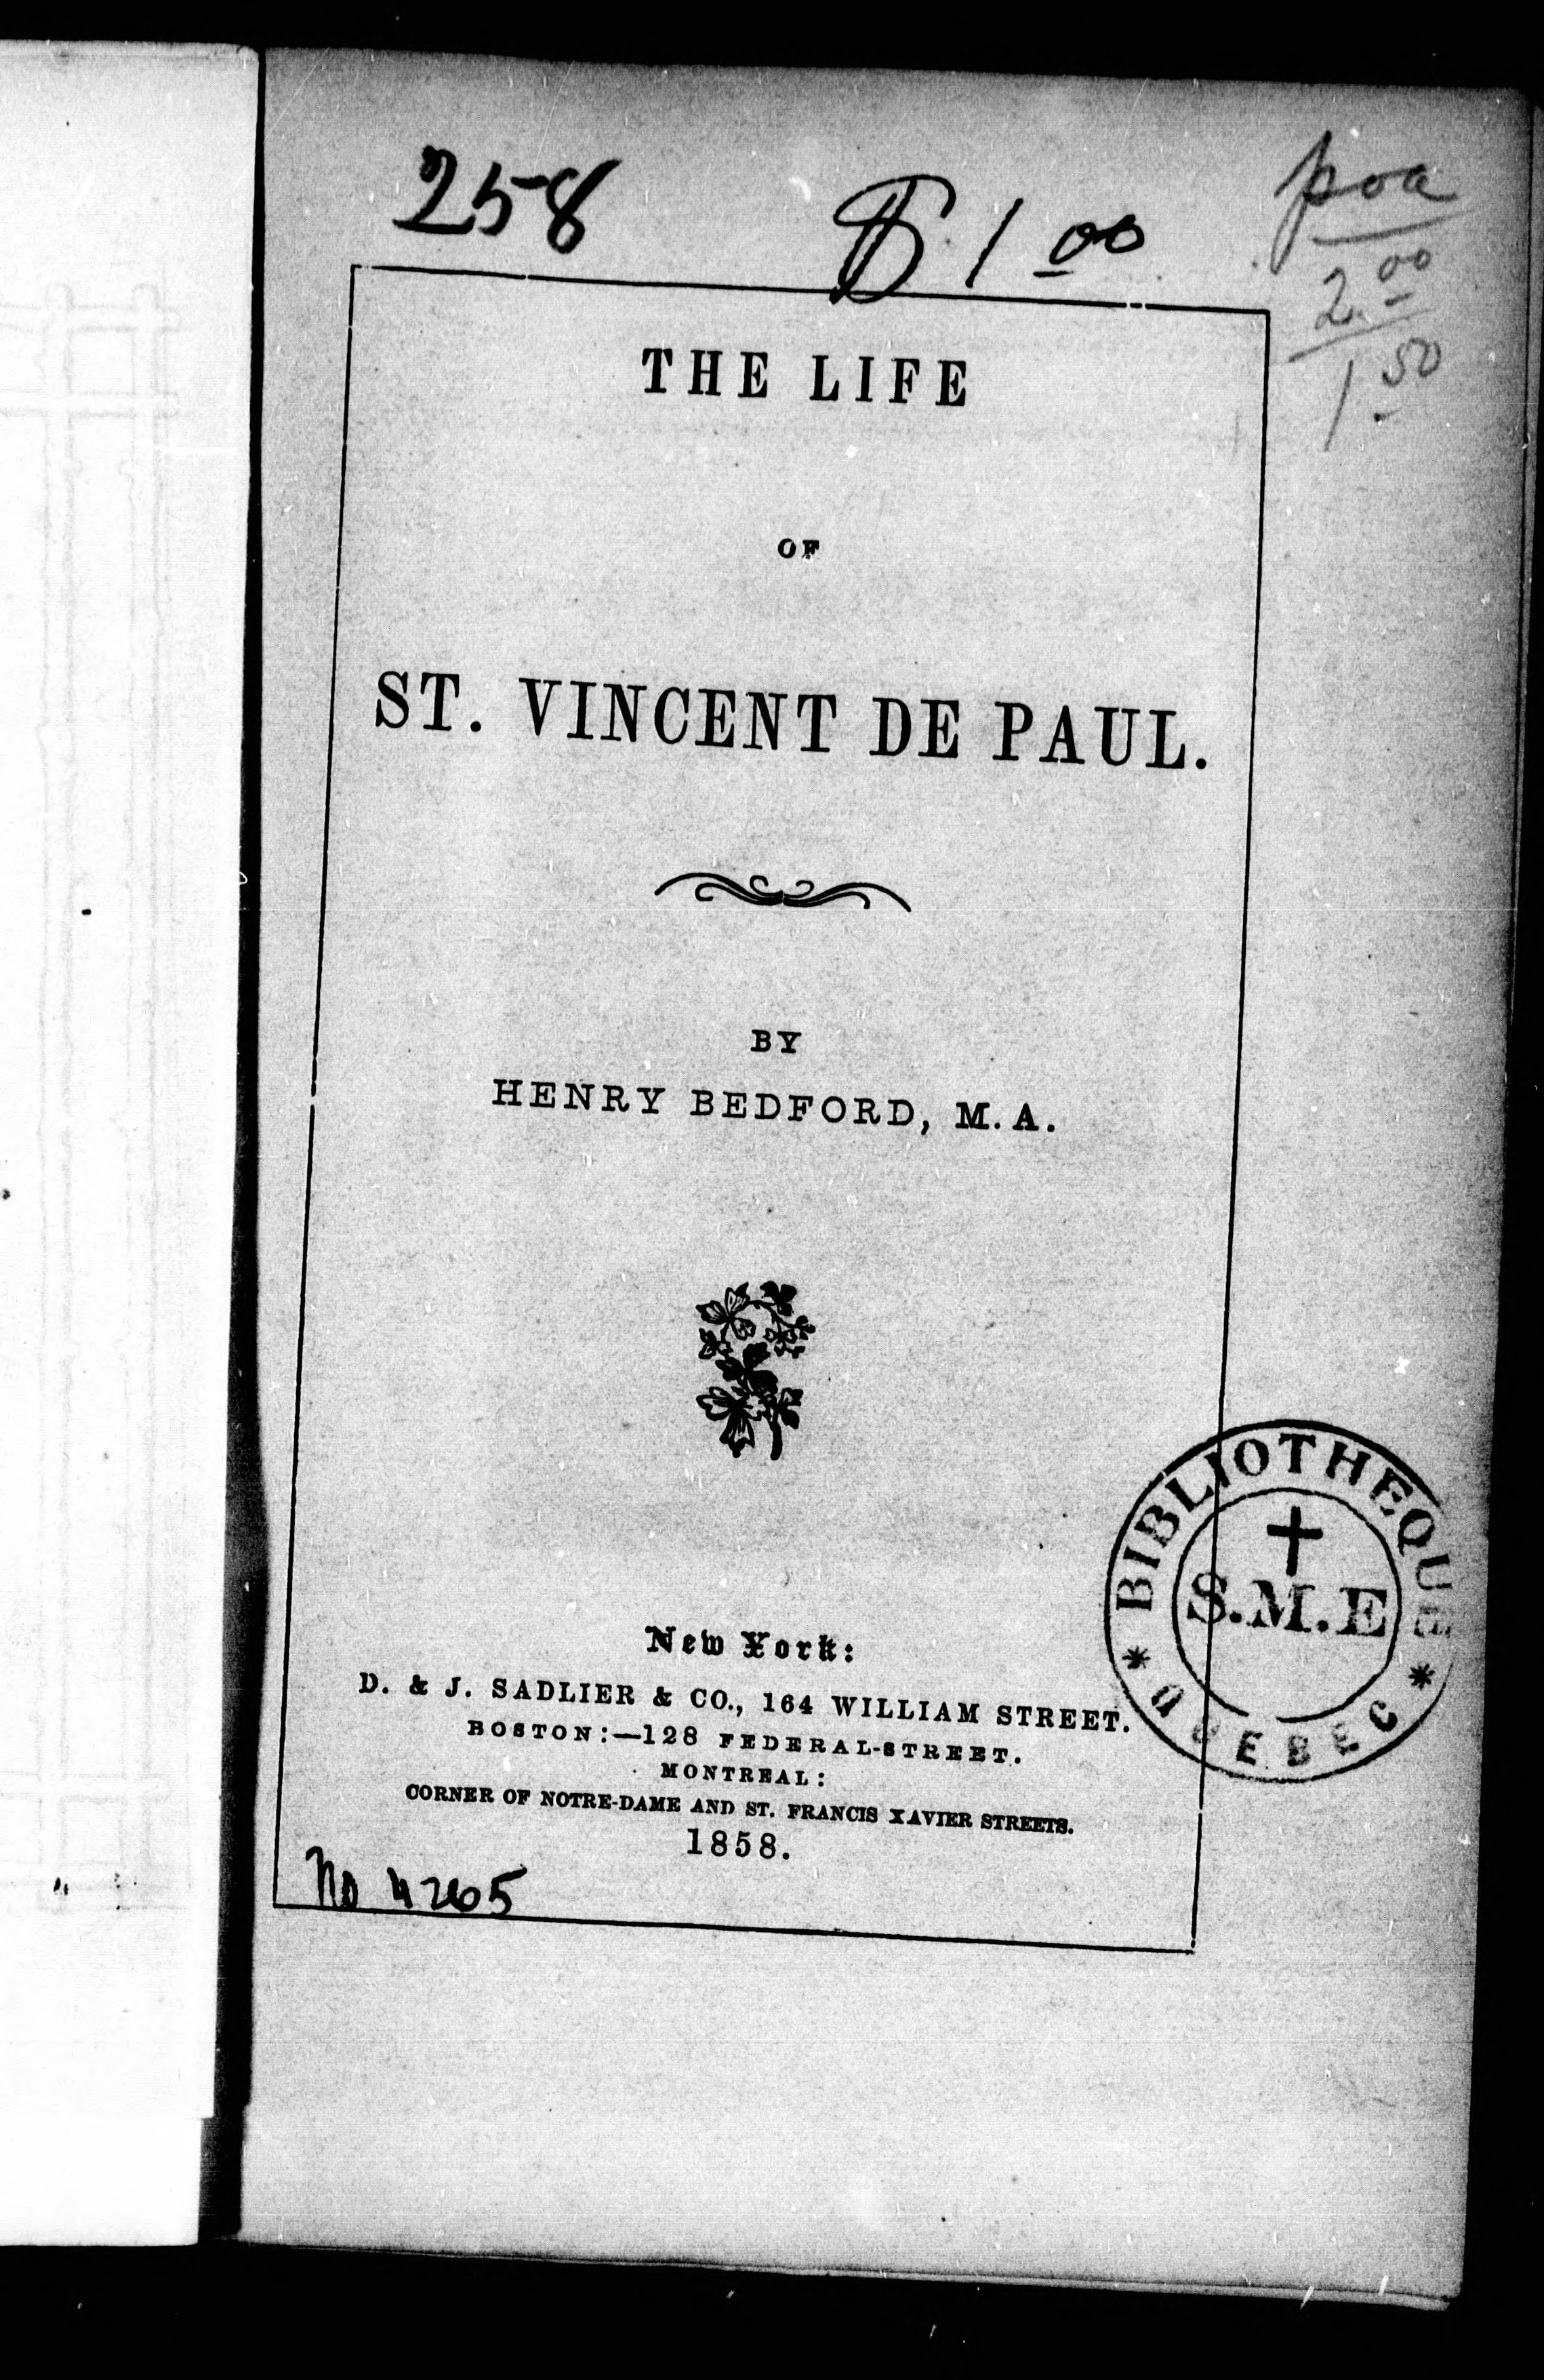 258 $1 00
poa
2.00
1.50
THE LIFE
OF
ST. VINCENT DE PAUL.
BY
HENRY BEDFORD, M.A.
New York:
D. & J. SADLIER & CO., 164 WILLIAM STREET.
BOSTON:—128 FEDERAL-STREET.
MONTREAL:
CORNER OF NOTRE-DAME AND ST. FRANCIS XAVIER STREETS.
1858.
No 4265
BIBLIOTHEQUE
S.M.E
* QUEBEC *